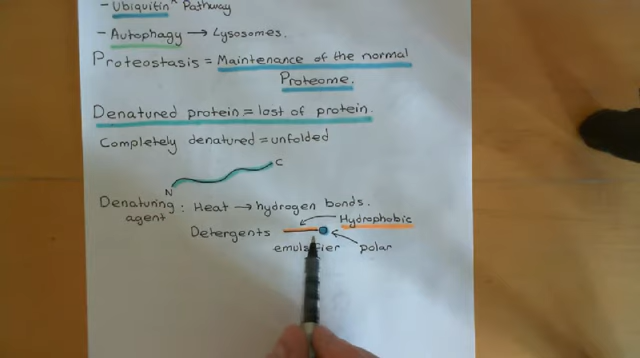 - Ubiquitin^ Pathway
- Autophagy → Lysosomes.
Proteostasis = Maintenance of the normal
Proteome.
Denatured protein = lost of protein.
Completely denatured = unfolded
C
N
Denaturing agent : Heat → hydrogen bonds.
Hydrophobic
Detergents
emulsifier polar